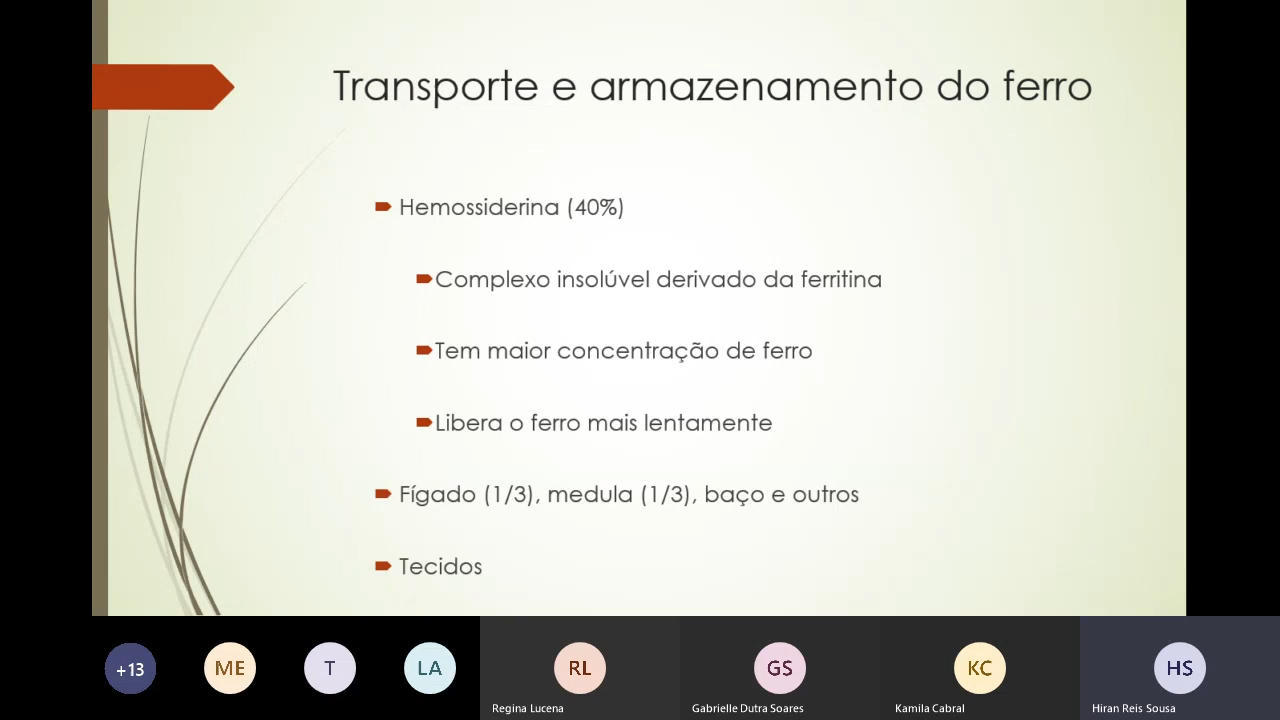 Transporte e armazenamento do ferro
Hemossiderina (40%)
Complexo insolúvel derivado da ferritina
Tem maior concentração de ferro
Libera o ferro mais lentamente
Fígado (1/3), medula (1/3), baço e outros
Tecidos
+13 ME T LA RL GS KC HS
Regina Lucena Gabrielle Dutra Soares Kamila Cabral Hiran Reis Sousa